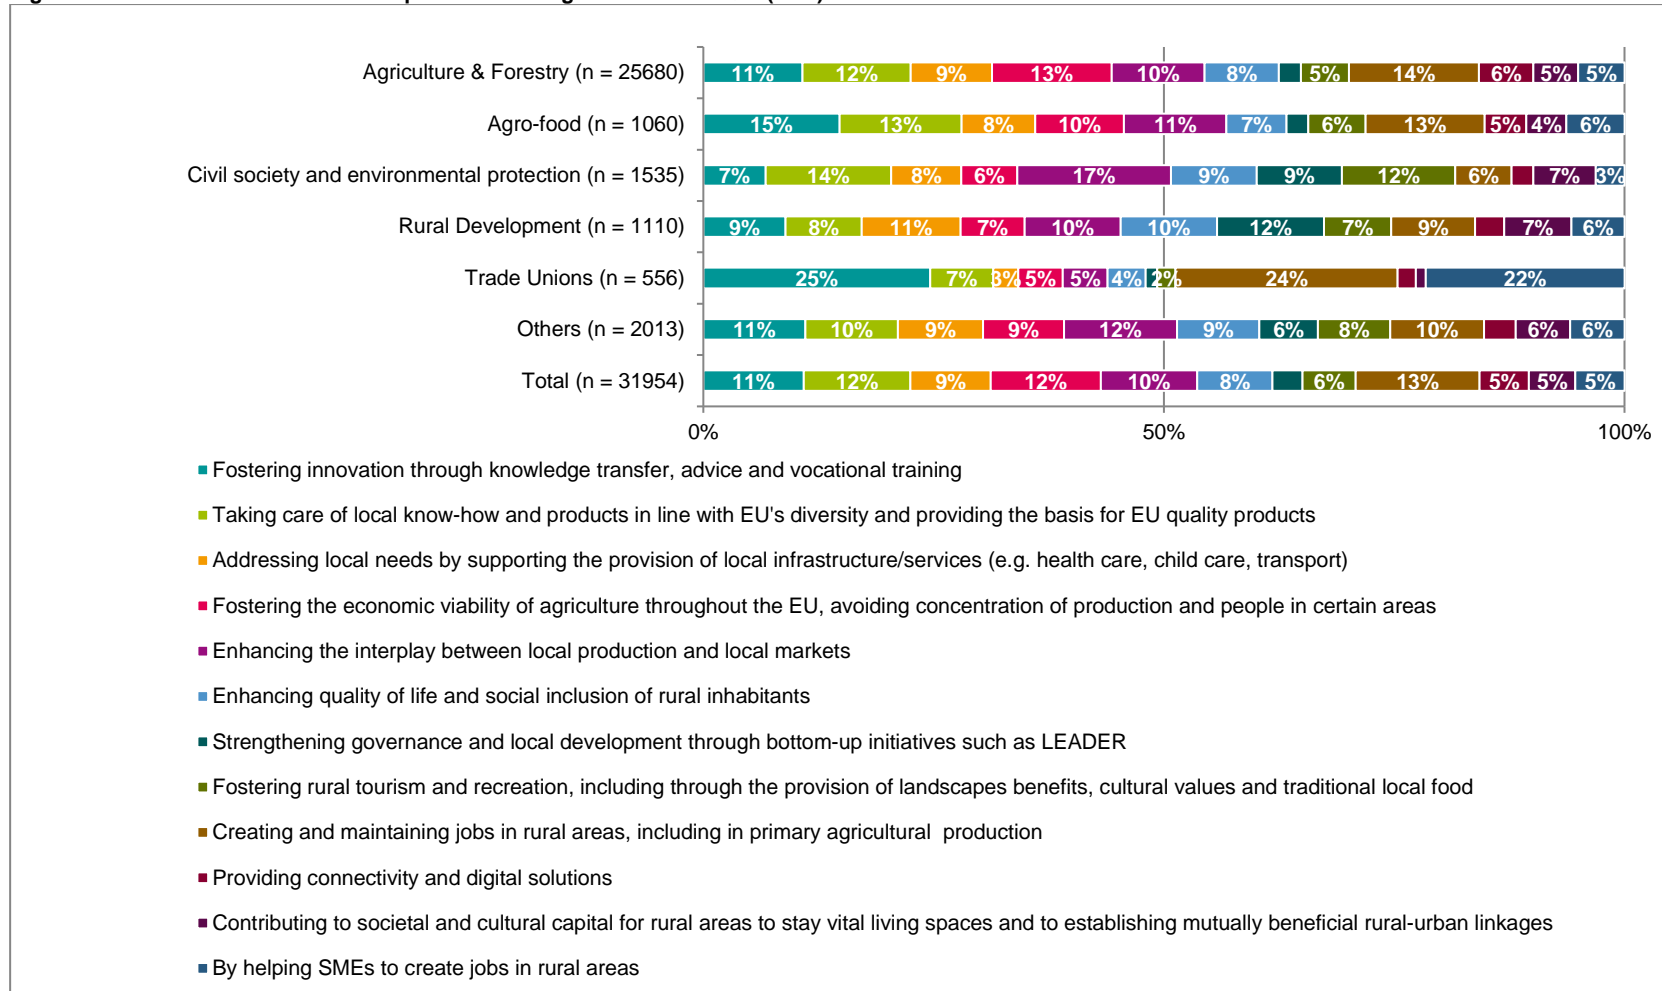 Agriculture & Forestry (n = 25680) 11% 12% 9% 13% 10% 8% 5% 14% 6% 5% 5%
Agro-food (n = 1060) 15% 13% 8% 10% 11% 7% 6% 13% 5% 4% 6%
Civil society and environmental protection (n = 1535) 7% 14% 8% 6% 17% 9% 9% 12% 6% 7% 3%
Rural Development (n = 1110) 9% 8% 11% 7% 10% 10% 12% 7% 9% 7% 6%
Trade Unions (n = 556) 25% 7% 3% 5% 5% 4% 2% 24% 22%
Others (n = 2013) 11% 10% 9% 9% 12% 9% 6% 8% 10% 6% 6%
Total (n = 31954) 11% 12% 9% 12% 10% 8% 6% 13% 5% 5% 5%
0% 50% 100%
Fostering innovation through knowledge transfer, advice and vocational training
Taking care of local know-how and products in line with EU's diversity and providing the basis for EU quality products
Addressing local needs by supporting the provision of local infrastructure/services (e.g. health care, child care, transport)
Fostering the economic viability of agriculture throughout the EU, avoiding concentration of production and people in certain areas
Enhancing the interplay between local production and local markets
Enhancing quality of life and social inclusion of rural inhabitants
Strengthening governance and local development through bottom-up initiatives such as LEADER
Fostering rural tourism and recreation, including through the provision of landscapes benefits, cultural values and traditional local food
Creating and maintaining jobs in rural areas, including in primary agricultural production
Providing connectivity and digital solutions
Contributing to societal and cultural capital for rural areas to stay vital living spaces and to establishing mutually beneficial rural-urban linkages
By helping SMEs to create jobs in rural areas